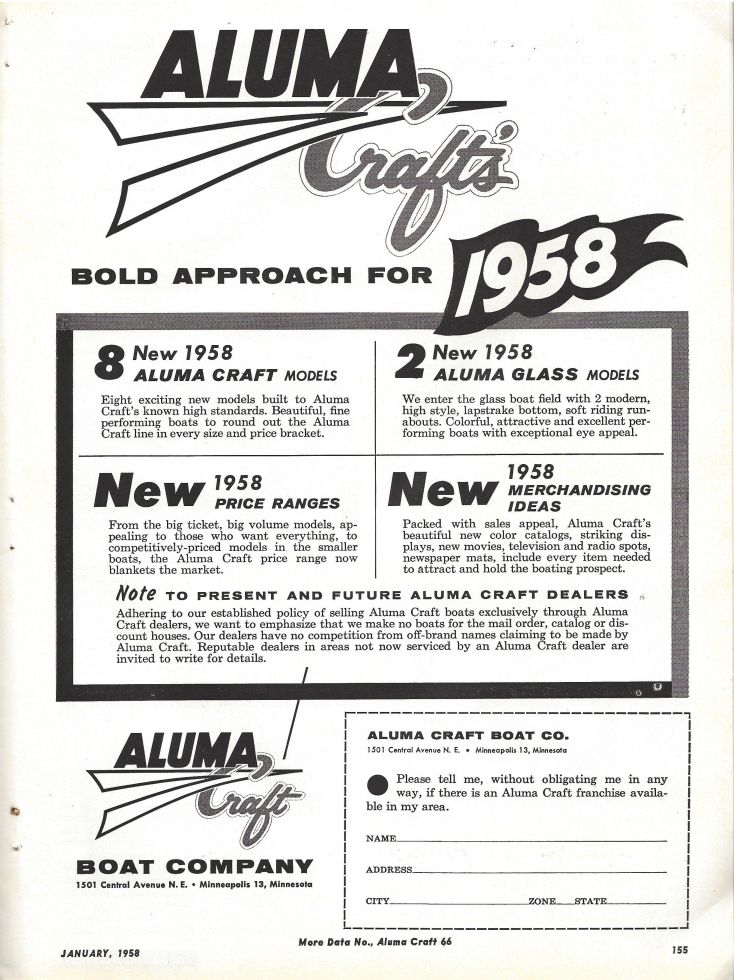 ALUMA
Craft's
BOLD APPROACH FOR 1958
8 New 1958
ALUMA CRAFT MODELS
Eight exciting new models built to Aluma
Craft's known high standards. Beautiful, fine
performing boats to round out the Aluma
Craft line in every size and price bracket.
2 New 1958
ALUMA GLASS MODELS
We enter the glass boat field with 2 modern,
high style, lapstrake bottom, soft riding run-
abouts. Colorful, attractive and excellent per-
forming boats with exceptional eye appeal.
New 1958
PRICE RANGES
From the big ticket, big volume models, ap-
pealing to those who want everything, to
competitively-priced models in the smaller
boats, the Aluma Craft price range now
blankets the market.
New 1958
MERCHANDISING
IDEAS
Packed with sales appeal, Aluma Craft's
beautiful new color catalogs, striking dis-
plays, new movies, television and radio spots,
newspaper mats, include every item needed
to attract and hold the boating prospect.
Note TO PRESENT AND FUTURE ALUMA CRAFT DEALERS
Adhering to our established policy of selling Aluma Craft boats exclusively through Aluma
Craft dealers, we want to emphasize that we make no boats for the mail order, catalog or dis-
count houses. Our dealers have no competition from off-brand names claiming to be made by
Aluma Craft. Reputable dealers in areas not now serviced by an Aluma Craft dealer are
invited to write for details.
ALUMA
Craft
BOAT COMPANY
1501 Central Avenue N. E. • Minneapolis 13, Minnesota
ALUMA CRAFT BOAT CO.
1501 Central Avenue N. E. • Minneapolis 13, Minnesota
Please tell me, without obligating me in any
way, if there is an Aluma Craft franchise availa-
ble in my area.
NAME
ADDRESS
CITY ZONE STATE
More Data No., Aluma Craft 66
JANUARY, 1958
155